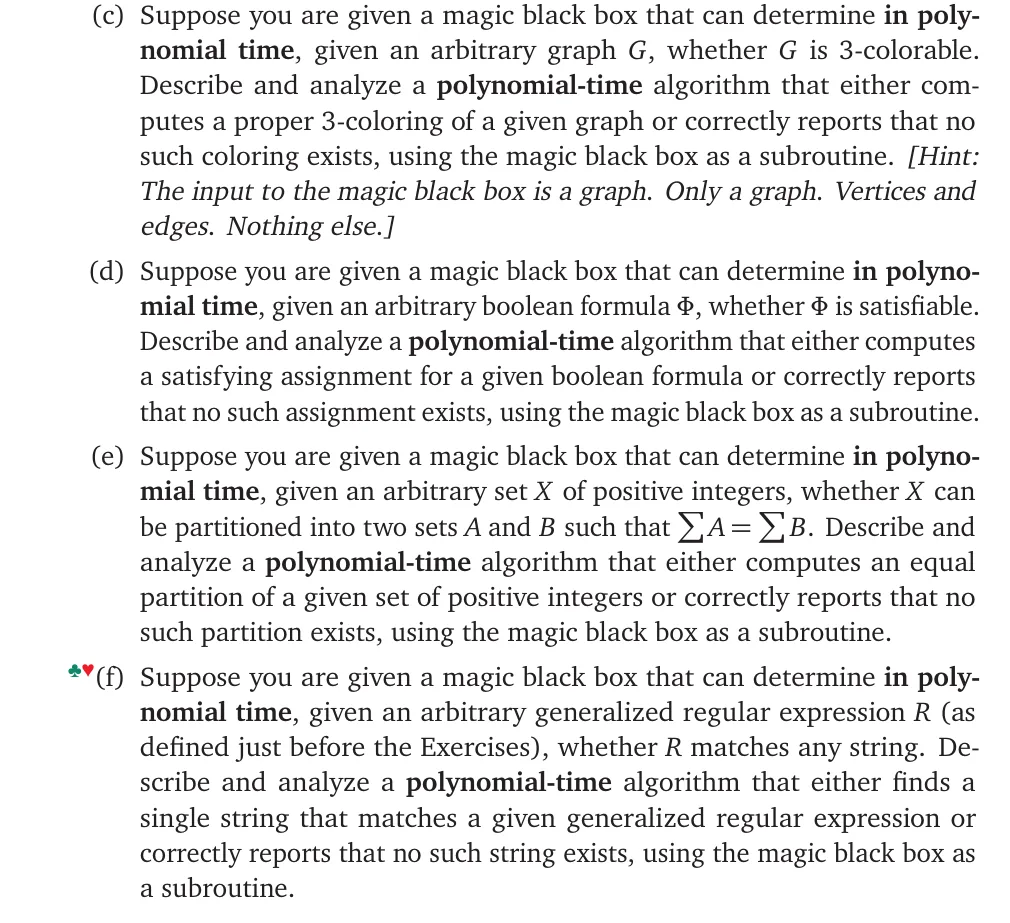 (c) Suppose you are given a magic black box that can determine in poly-
nomial time, given an arbitrary graph G, whether G is 3-colorable.
Describe and analyze a polynomial-time algorithm that either com-
putes a proper 3-coloring of a given graph or correctly reports that no
such coloring exists, using the magic black box as a subroutine. [Hint:
The input to the magic black box is a graph. Only a graph. Vertices and
edges. Nothing else.]
(d) Suppose you are given a magic black box that can determine in polyno-
mial time, given an arbitrary boolean formula Φ, whether Φ is satisfiable.
Describe and analyze a polynomial-time algorithm that either computes
a satisfying assignment for a given boolean formula or correctly reports
that no such assignment exists, using the magic black box as a subroutine.
(e) Suppose you are given a magic black box that can determine in polyno-
mial time, given an arbitrary set X of positive integers, whether X can
be partitioned into two sets A and B such that ∑A = ∑B. Describe and
analyze a polynomial-time algorithm that either computes an equal
partition of a given set of positive integers or correctly reports that no
such partition exists, using the magic black box as a subroutine.
♣♥(f) Suppose you are given a magic black box that can determine in poly-
nomial time, given an arbitrary generalized regular expression R (as
defined just before the Exercises), whether R matches any string. De-
scribe and analyze a polynomial-time algorithm that either finds a
single string that matches a given generalized regular expression or
correctly reports that no such string exists, using the magic black box as
a subroutine.